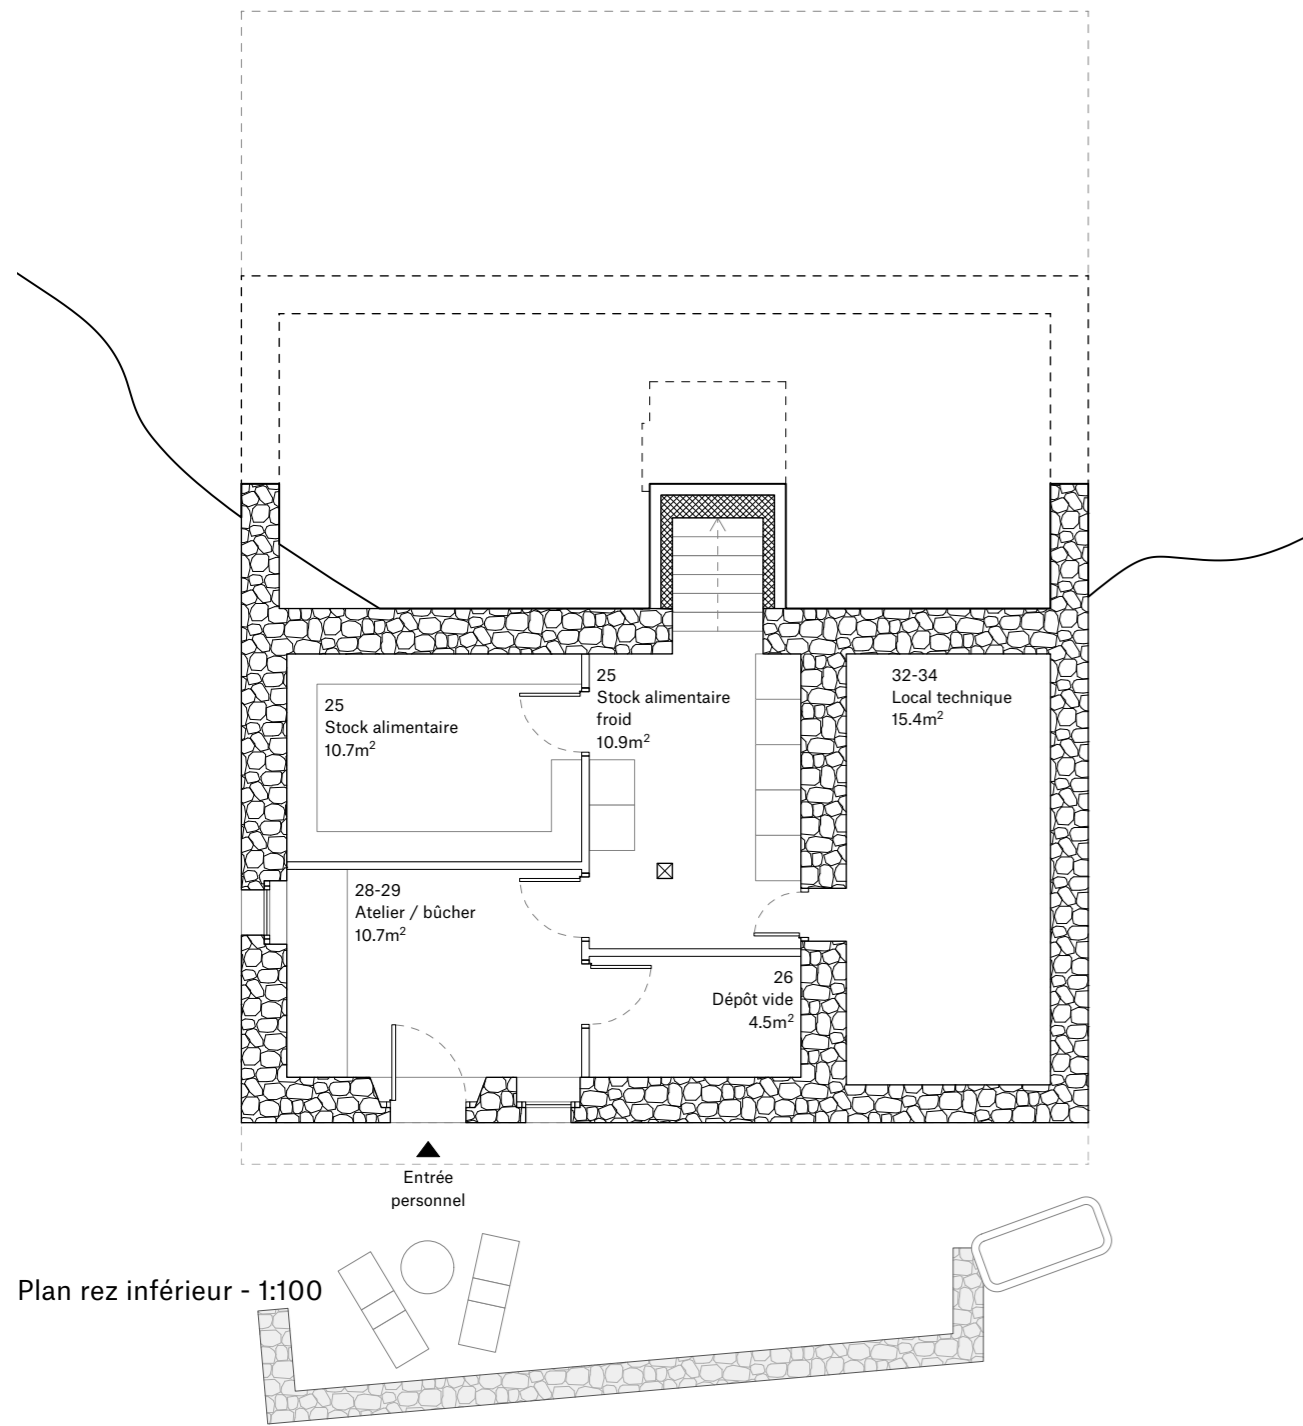 25
Stock alimentaire
10.7m²
25
Stock alimentaire
froid
10.9m²
32-34
Local technique
15.4m²
28-29
Atelier / bûcher
10.7m²
26
Dépôt vide
4.5m²
Entrée
personnel
Plan rez inférieur - 1:100